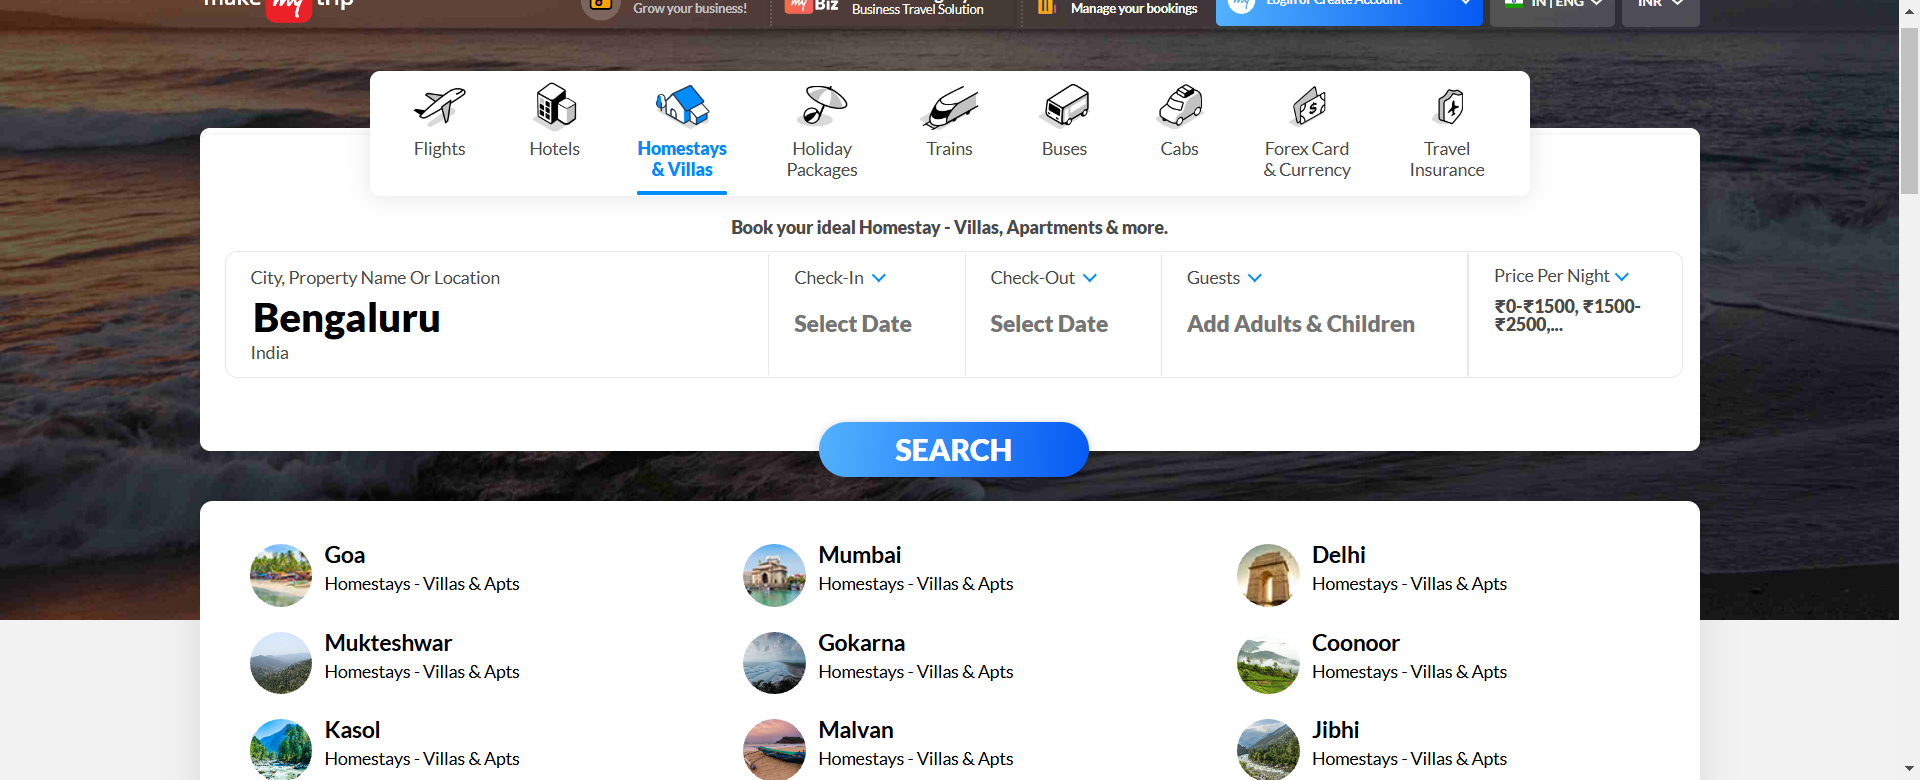 make my trip
Grow your business!
my Biz
Business Travel Solution
Manage your bookings
my
Login or Create Account
IN | ENG
INR
Flights
Hotels
Homestays
& Villas
Holiday
Packages
Trains
Buses
Cabs
Forex Card
& Currency
Travel
Insurance
Book your ideal Homestay - Villas, Apartments & more.
City, Property Name Or Location
Bengaluru
India
Check-In
Select Date
Check-Out
Select Date
Guests
Add Adults & Children
Price Per Night
₹0-₹1500, ₹1500-
₹2500,...
SEARCH
Goa
Homestays - Villas & Apts
Mumbai
Homestays - Villas & Apts
Delhi
Homestays - Villas & Apts
Mukteshwar
Homestays - Villas & Apts
Gokarna
Homestays - Villas & Apts
Coonoor
Homestays - Villas & Apts
Kasol
Homestays - Villas & Apts
Malvan
Homestays - Villas & Apts
Jibhi
Homestays - Villas & Apts